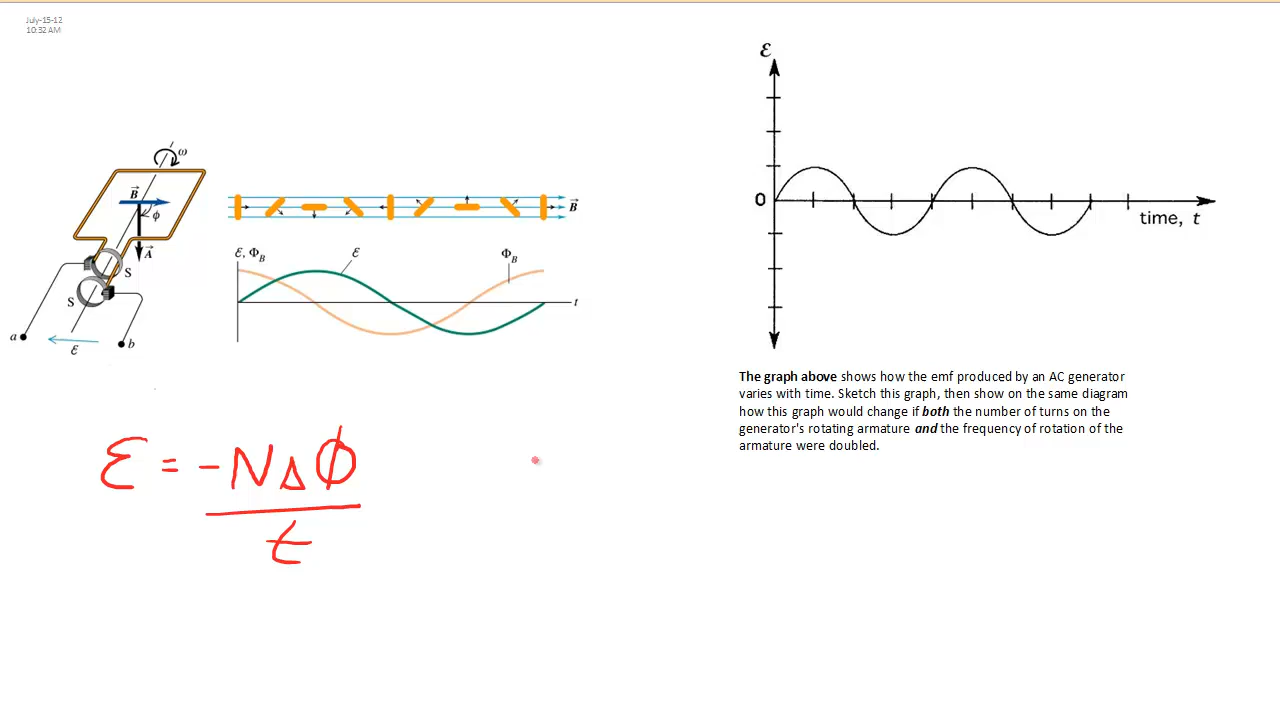 July-15-12
10:32 AM
ω
B
ϕ
A
S
S
a
b
ℰ
B
ℰ, Φ_B
ℰ
Φ_B
t
ℰ = -NΔΦ
t
ℰ
0
time, t
The graph above shows how the emf produced by an AC generator
varies with time. Sketch this graph, then show on the same diagram
how this graph would change if both the number of turns on the
generator's rotating armature and the frequency of rotation of the
armature were doubled.